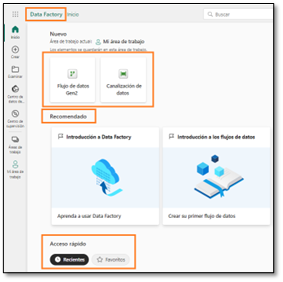 Data Factory Inicio
Buscar
Inicio
Crear
Examinar
Centro de datos de...
Centro de supervisión
Áreas de trabajo
Mi área de trabajo
Nuevo
Área de trabajo actual: Mi área de trabajo
Los elementos se guardarán en esta área de trabajo.
Flujo de datos
Gen2
Canalización de
datos
Recomendado
Introducción a Data Factory
Introducción a los flujos de datos
Aprenda a usar Data Factory
Crear su primer flujo de datos
Acceso rápido
Recientes
Favoritos